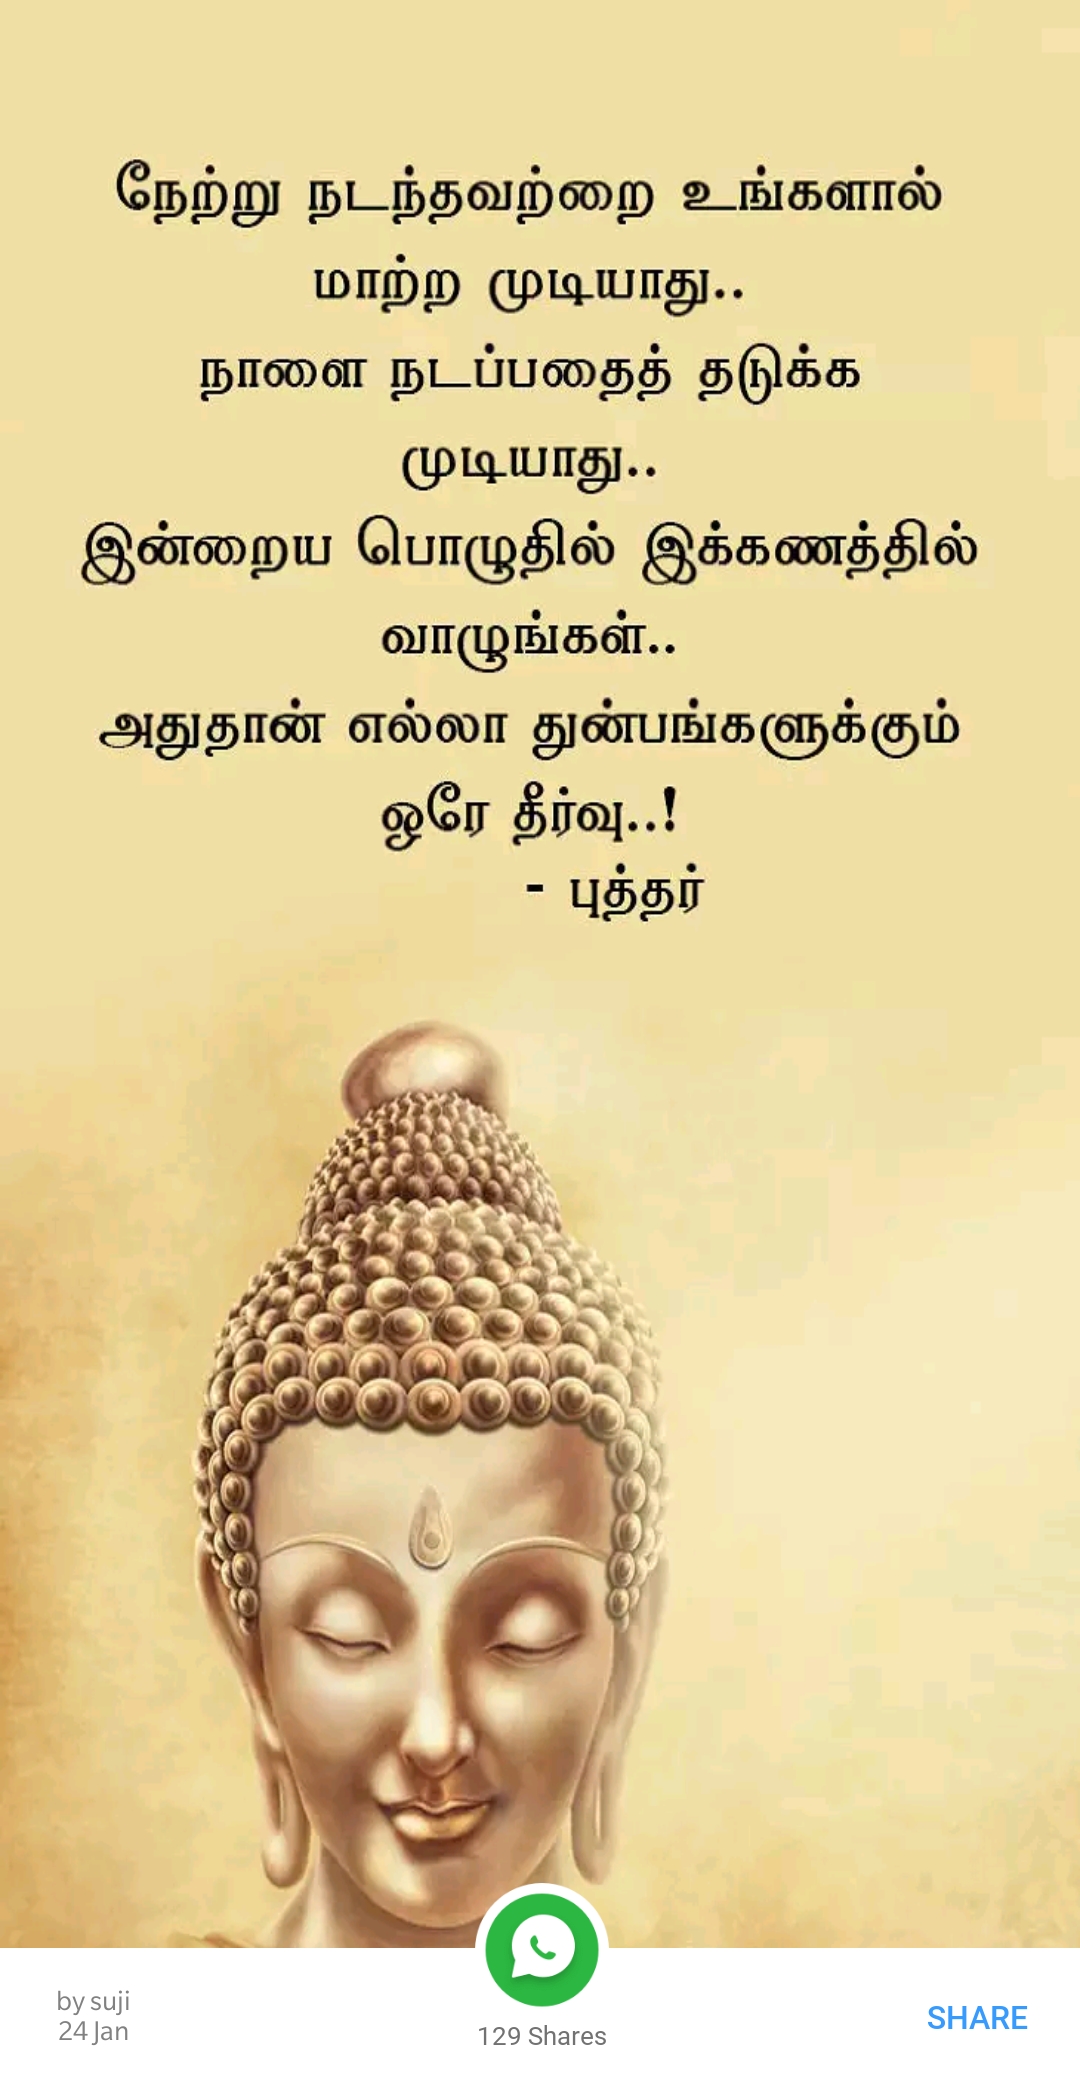 நேற்று நடந்தவற்றை உங்களால்
மாற்ற முடியாது..
நாளை நடப்பதைத் தடுக்க
முடியாது..
இன்றைய பொழுதில் இக்கணத்தில்
வாழுங்கள்..
அதுதான் எல்லா துன்பங்களுக்கும்
ஒரே தீர்வு..!
- புத்தர்
by suji
24 Jan
129 Shares
SHARE